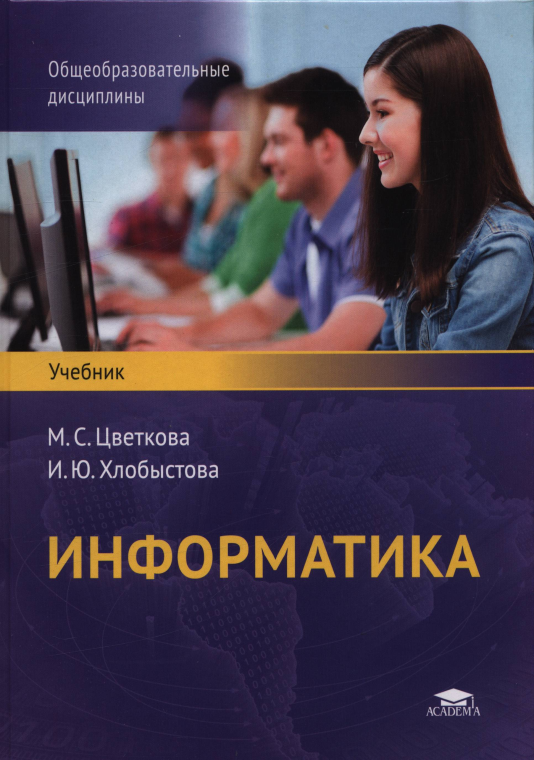 Общеобразовательные
дисциплины
Учебник
М. С. Цветкова
И. Ю. Хлобыстова
ИНФОРМАТИКА
ACADEMA